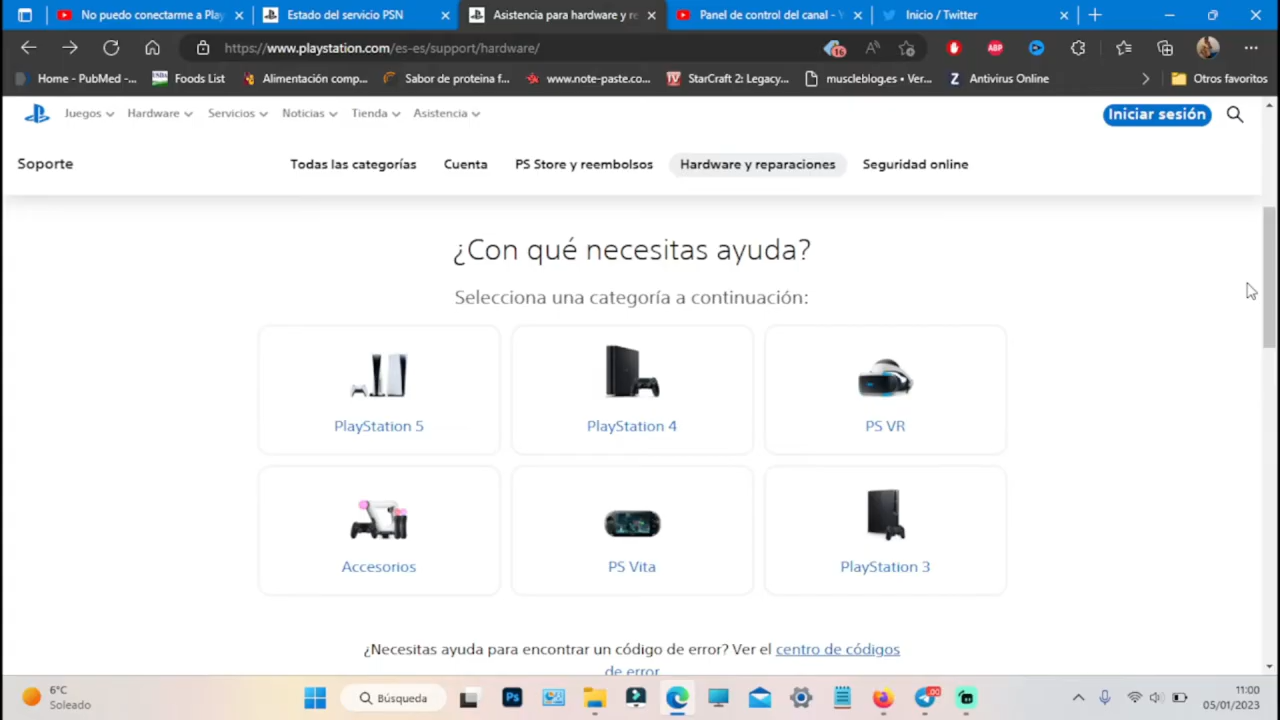 No puedo conectarme a Play
Estado del servicio PSN
Asistencia para hardware y re
Panel de control del canal - Y
Inicio / Twitter
https://www.playstation.com/es-es/support/hardware/
16
ABP
Home - PubMed -...
Foods List
Alimentación comp...
Sabor de proteina f...
www.note-paste.co...
StarCraft 2: Legacy...
muscleblog.es • Ver...
Antivirus Online
Otros favoritos
Juegos
Hardware
Servicios
Noticias
Tienda
Asistencia
Iniciar sesión
Soporte
Todas las categorías
Cuenta
PS Store y reembolsos
Hardware y reparaciones
Seguridad online
¿Con qué necesitas ayuda?
Selecciona una categoría a continuación:
PlayStation 5
PlayStation 4
PS VR
Accesorios
PS Vita
PlayStation 3
¿Necesitas ayuda para encontrar un código de error? Ver el centro de códigos
de error
6°C
Soleado
Búsqueda
Ps
11:00
05/01/2023